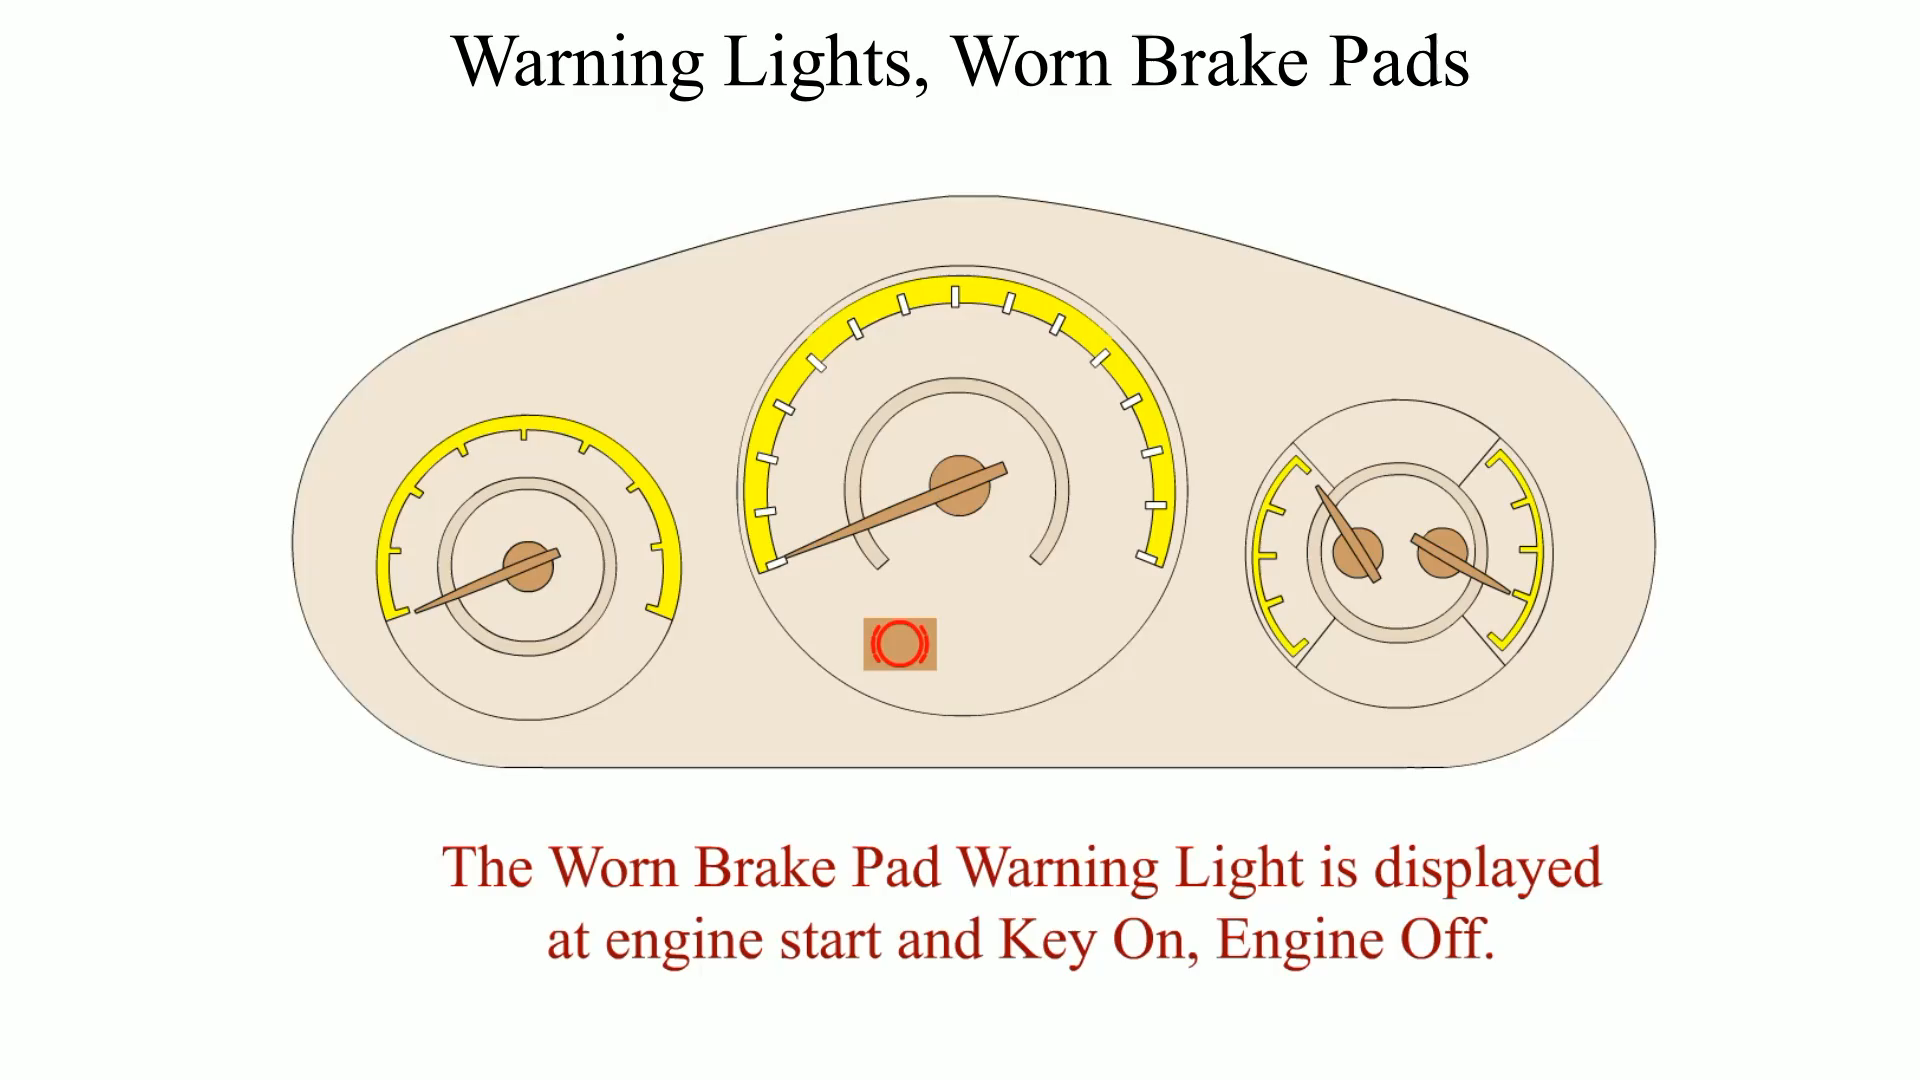 Warning Lights, Worn Brake Pads
The Worn Brake Pad Warning Light is displayed
at engine start and Key On, Engine Off.